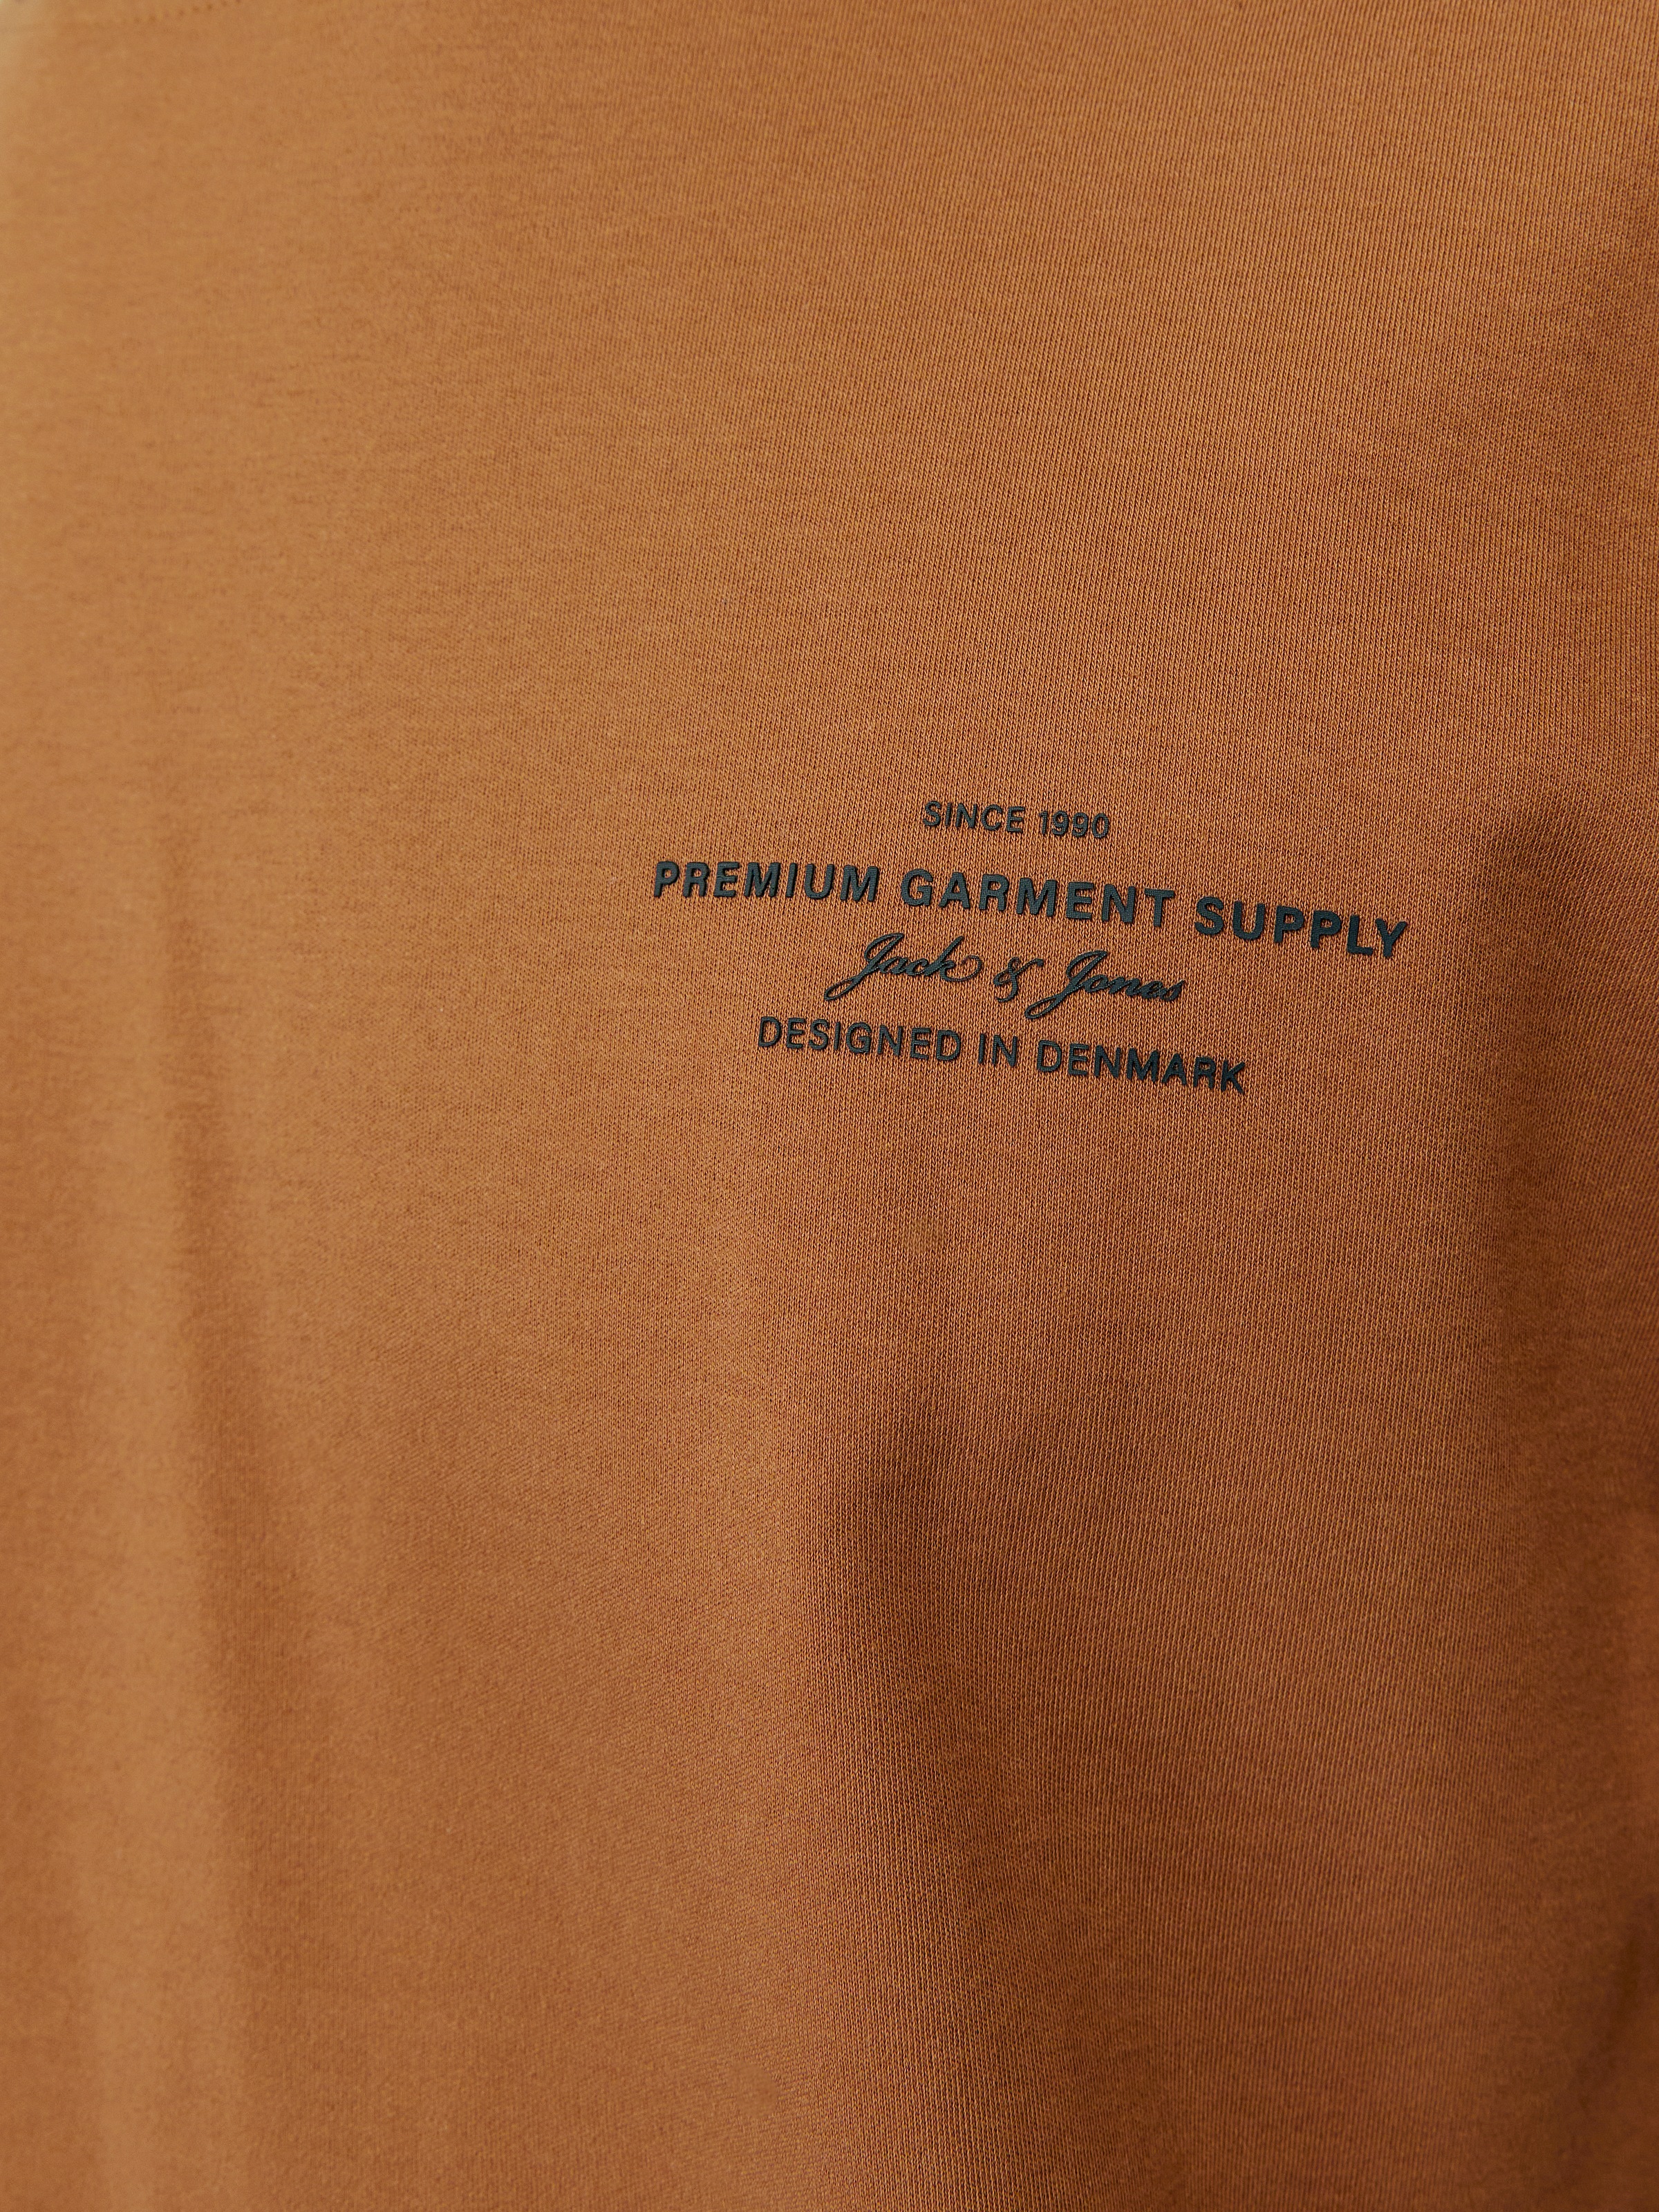 SINCE 1990
PREMIUM GARMENT SUPPLY
Jack & Jones
DESIGNED IN DENMARK